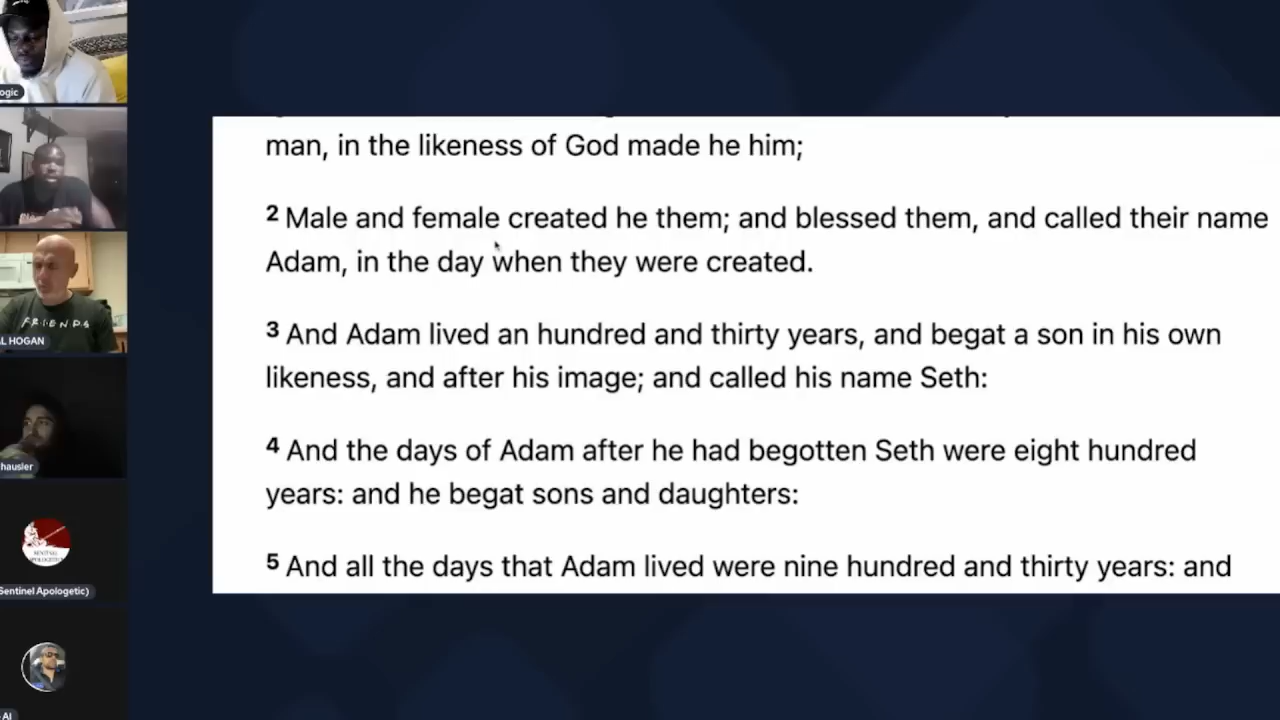 ogic
AL HOGAN
hausler
Sentinel Apologetic)
AI
FRIENDS
SENTINEL
APOLOGETICS
man, in the likeness of God made he him;
2 Male and female created he them; and blessed them, and called their name
Adam, in the day when they were created.
3 And Adam lived an hundred and thirty years, and begat a son in his own
likeness, and after his image; and called his name Seth:
4 And the days of Adam after he had begotten Seth were eight hundred
years: and he begat sons and daughters:
5 And all the days that Adam lived were nine hundred and thirty years: and